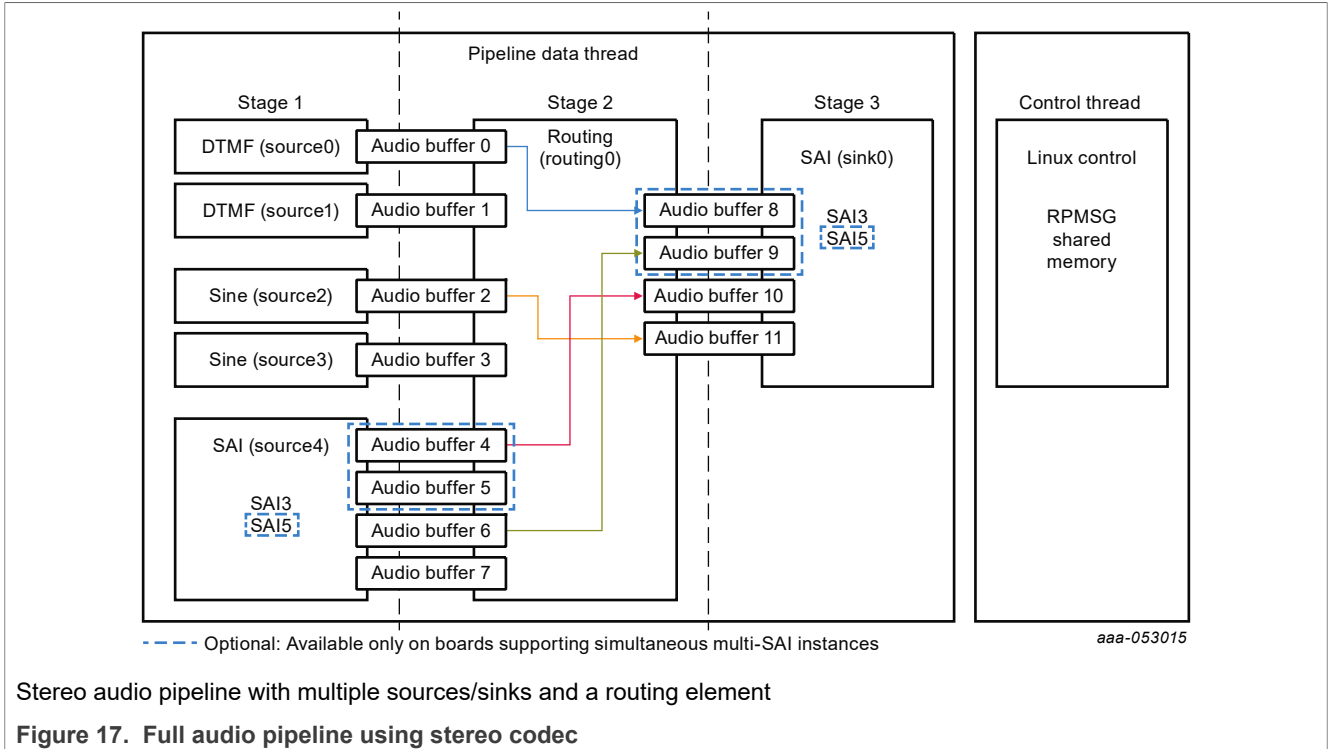 Pipeline data thread
Stage 1
Stage 2
Stage 3
Control thread
DTMF (source0)
Audio buffer 0
Routing
(routing0)
SAI (sink0)
Linux control
DTMF (source1)
Audio buffer 1
Audio buffer 8
SAI3
SAI5
RPMSG
shared
memory
Audio buffer 9
Sine (source2)
Audio buffer 2
Audio buffer 10
Audio buffer 11
Sine (source3)
Audio buffer 3
SAI (source4)
Audio buffer 4
Audio buffer 5
SAI3
SAI5
Audio buffer 6
Audio buffer 7
Optional: Available only on boards supporting simultaneous multi-SAI instances
aaa-053015
Stereo audio pipeline with multiple sources/sinks and a routing element
Figure 17. Full audio pipeline using stereo codec